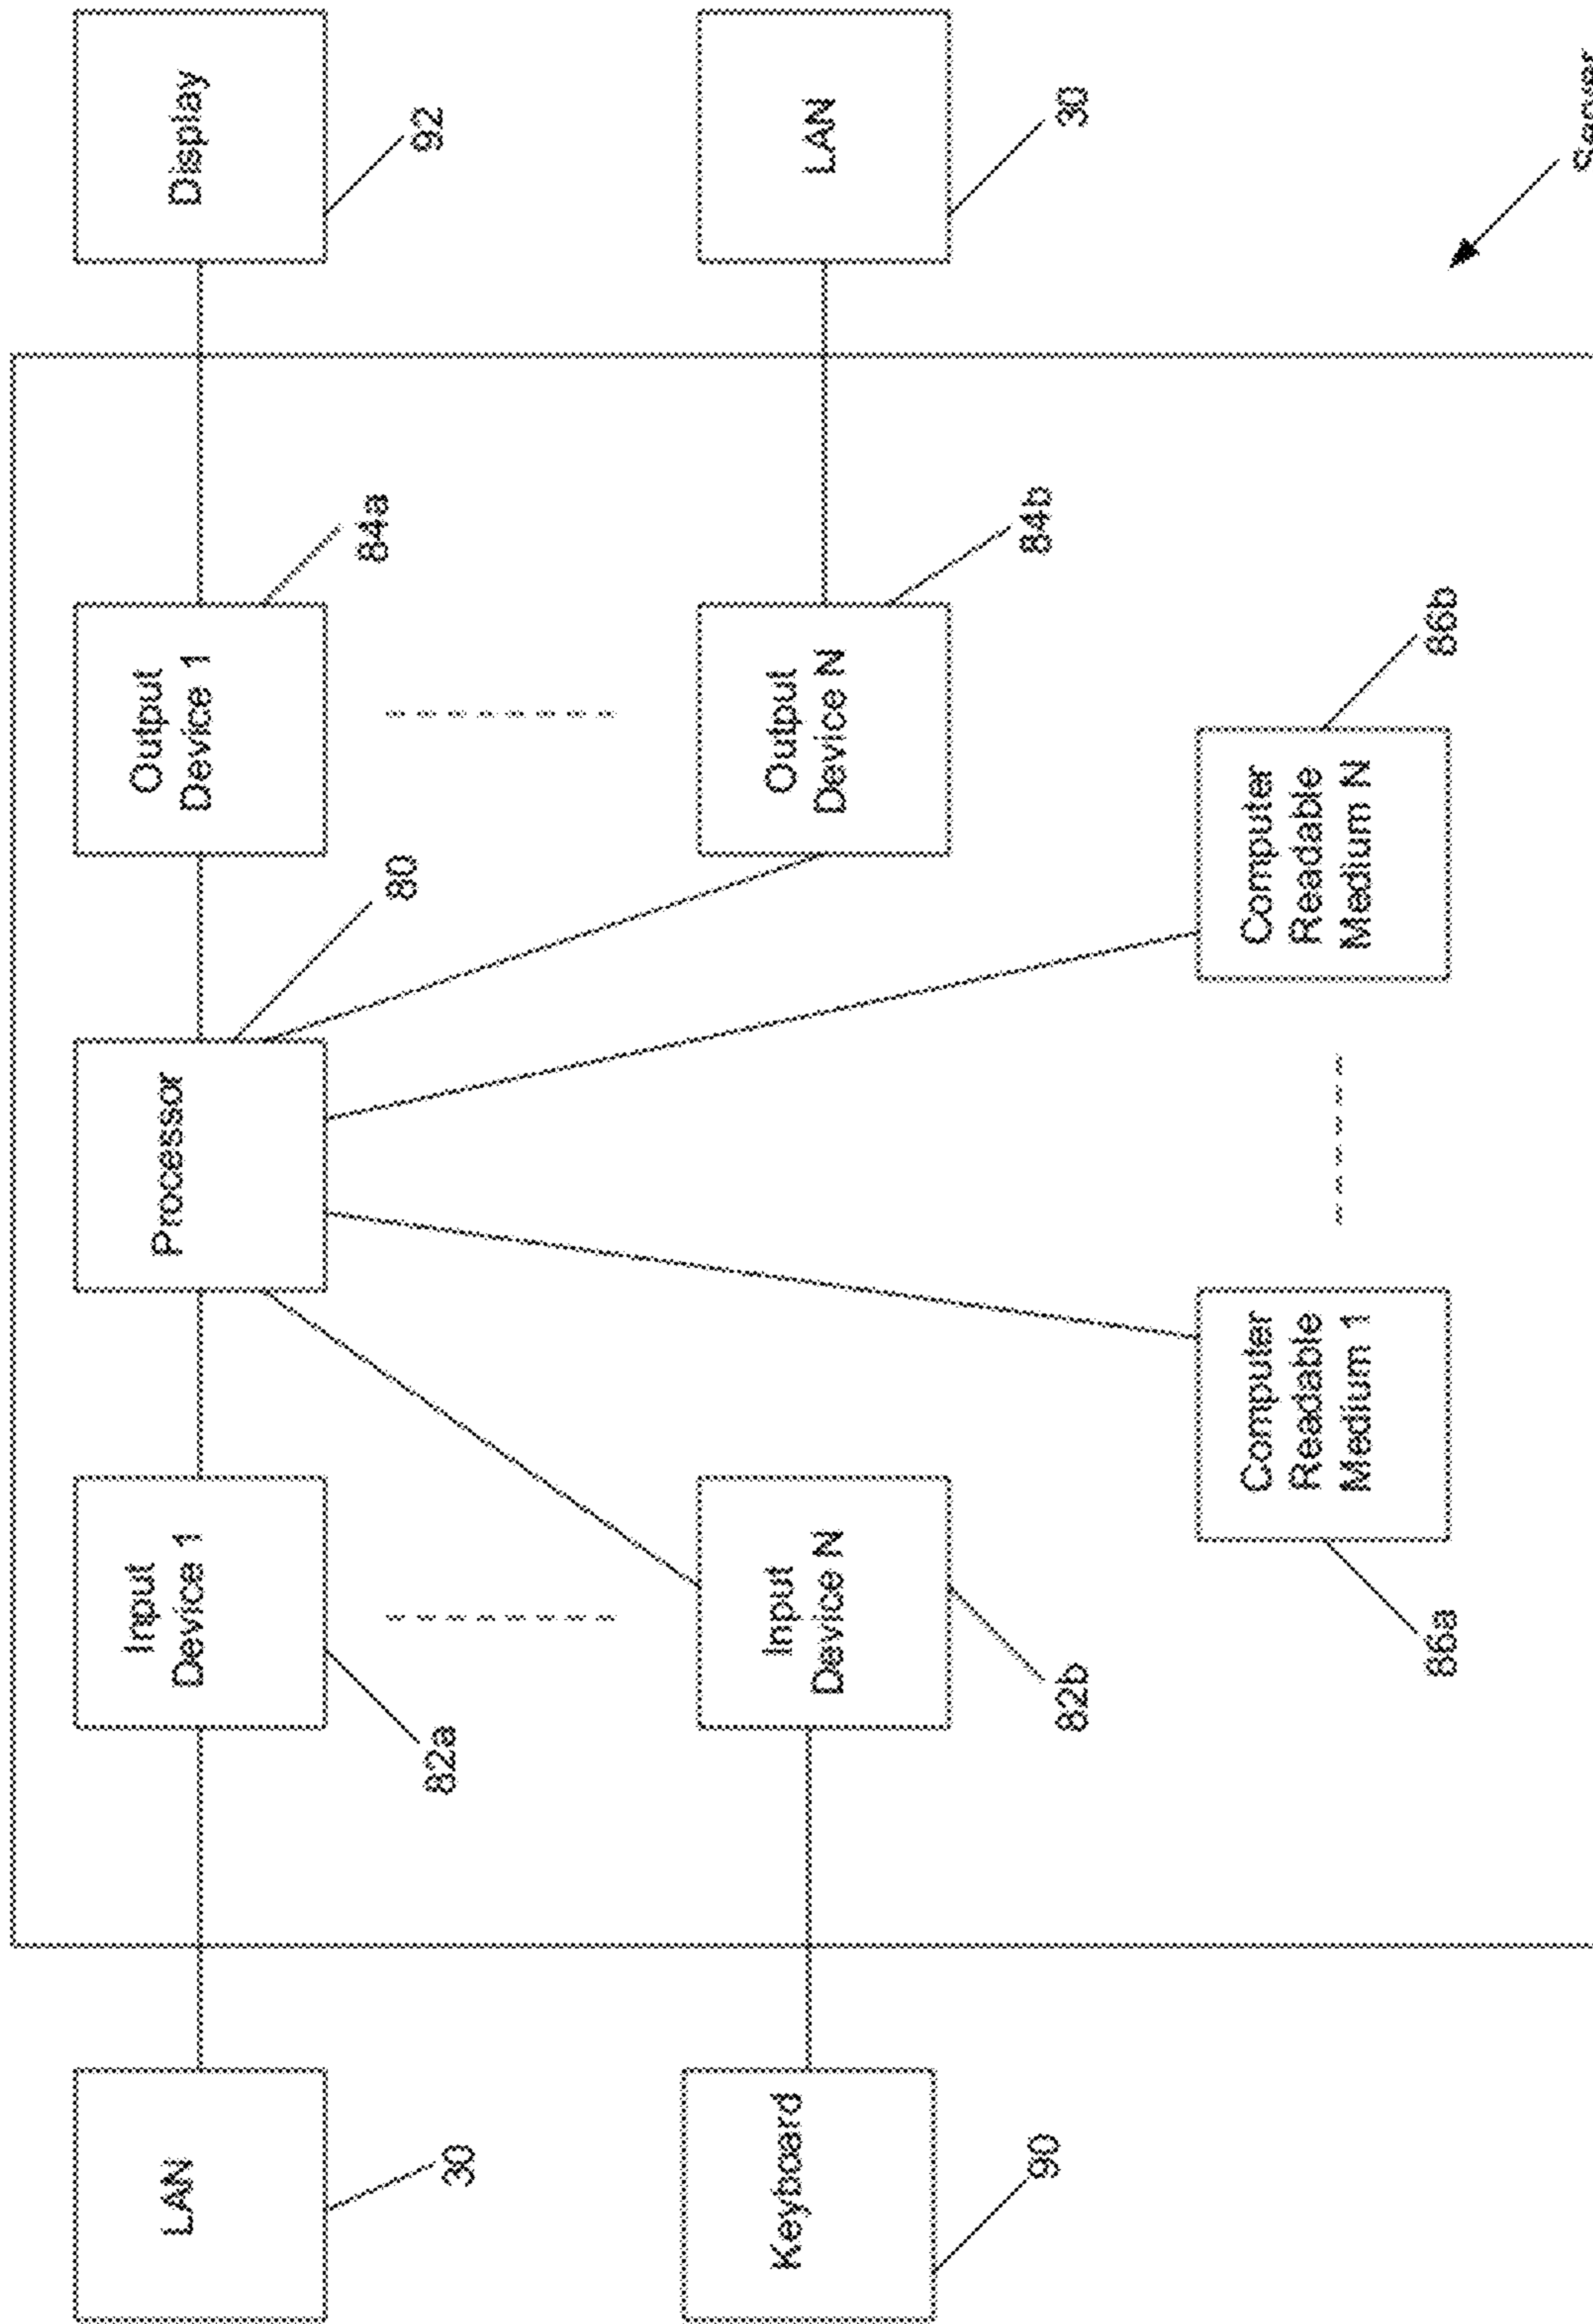 LAN
30
Keyboard
90
Input
Device 1
82a
Input
Device N
82b
Processor
80
Computer
Readable
Medium 1
86a
Computer
Readable
Medium N
86b
Output
Device 1
84a
Output
Device N
84b
Display
92
LAN
30